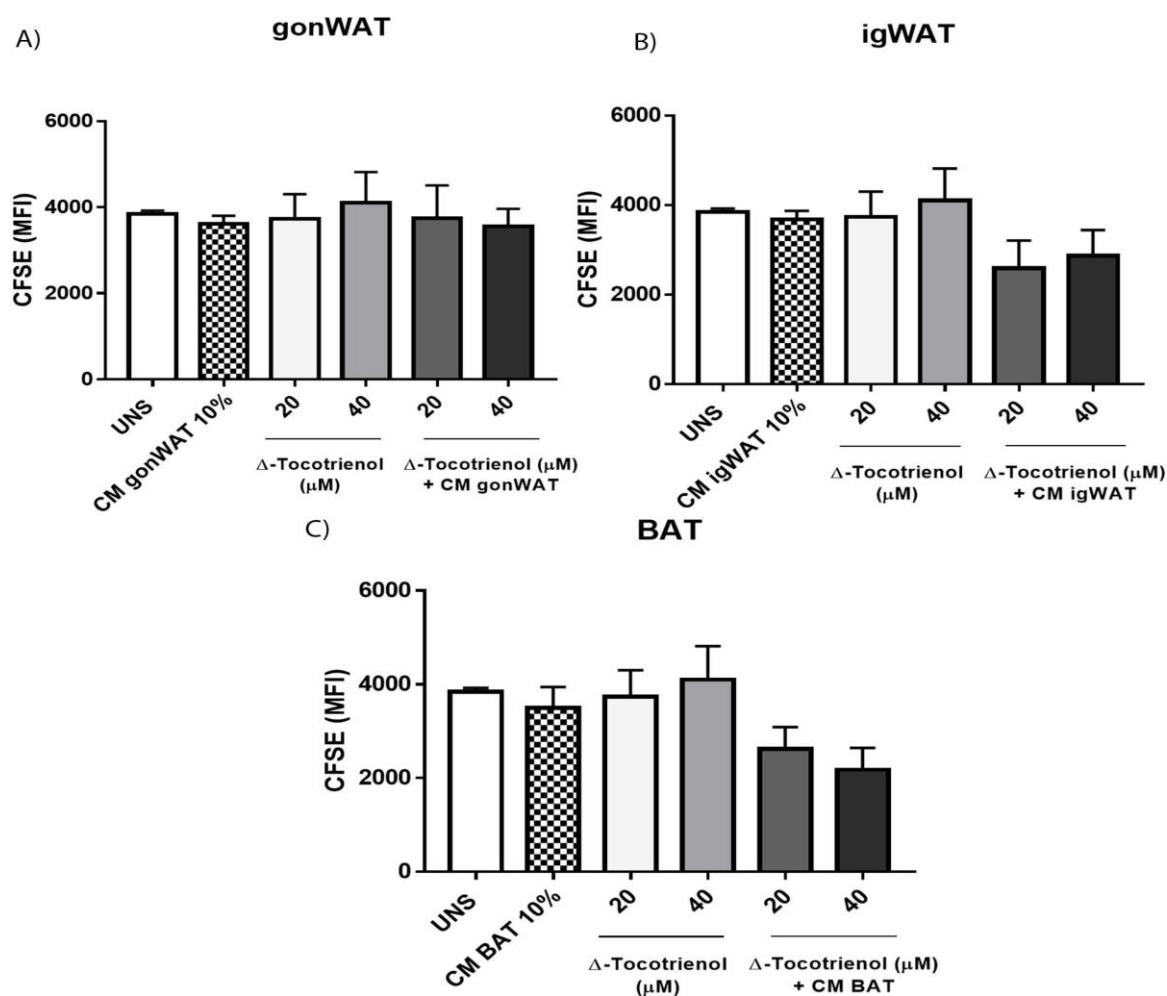 A)
gonWAT
CFSE (MFI)
6000
4000
2000
0
UNS
CM gonWAT 10%
20
40
20
40
Δ-Tocotrienol
(μM)
Δ-Tocotrienol (μM)
+ CM gonWAT
B)
igWAT
CFSE (MFI)
6000
4000
2000
0
UNS
CM igWAT 10%
20
40
20
40
Δ-Tocotrienol
(μM)
Δ-Tocotrienol (μM)
+ CM igWAT
C)
BAT
CFSE (MFI)
6000
4000
2000
0
UNS
CM BAT 10%
20
40
20
40
Δ-Tocotrienol
(μM)
Δ-Tocotrienol (μM)
+ CM BAT